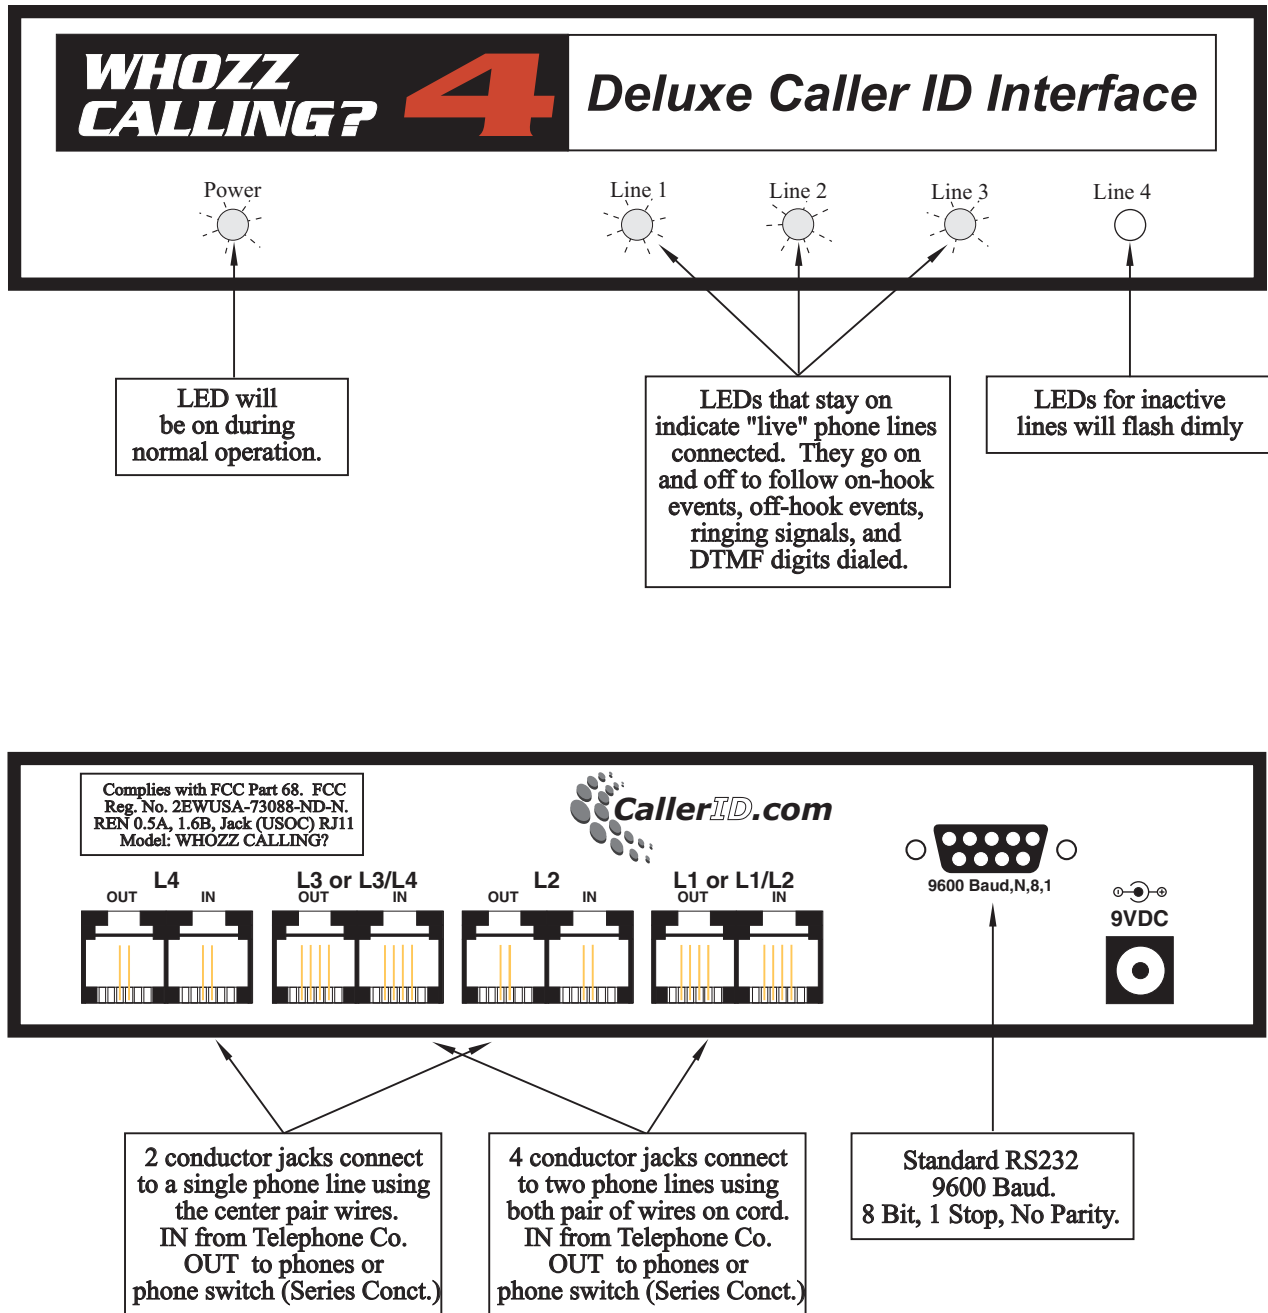 WHOZZ
CALLING? 4
Deluxe Caller ID Interface
Power
Line 1
Line 2
Line 3
Line 4
LED will
be on during
normal operation.
LEDs that stay on
indicate "live" phone lines
connected.  They go on
and off to follow on-hook
events, off-hook events,
ringing signals, and
DTMF digits dialed.
LEDs for inactive
lines will flash dimly
Complies with FCC Part 68.  FCC
Reg. No. 2EWUSA-73088-ND-N.
REN 0.5A, 1.6B, Jack (USOC) RJ11
Model: WHOZZ CALLING?
CallerID.com
L4
OUT
IN
L3 or L3/L4
OUT
IN
L2
OUT
IN
L1 or L1/L2
OUT
IN
9600 Baud,N,8,1
9VDC
2 conductor jacks connect
to a single phone line using
the center pair wires.
IN from Telephone Co.
OUT  to phones or
phone switch (Series Conct.)
4 conductor jacks connect
to two phone lines using
both pair of wires on cord.
IN from Telephone Co.
OUT  to phones or
phone switch (Series Conct.)
Standard RS232
9600 Baud.
8 Bit, 1 Stop, No Parity.